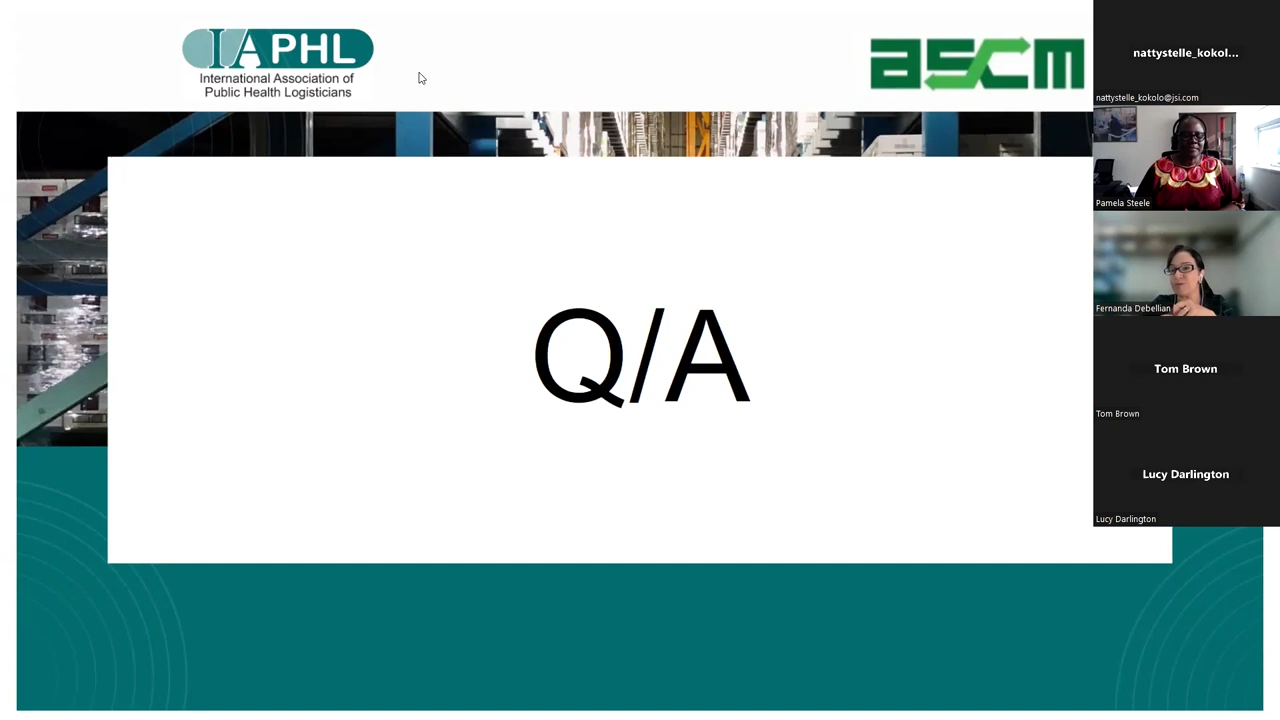 IAPHL
International Association of
Public Health Logisticians
ascm
Q/A
nattystelle_kokol...
nattystelle_kokolo@jsi.com
Pamela Steele
Fernanda Debellian
Tom Brown
Tom Brown
Lucy Darlington
Lucy Darlington